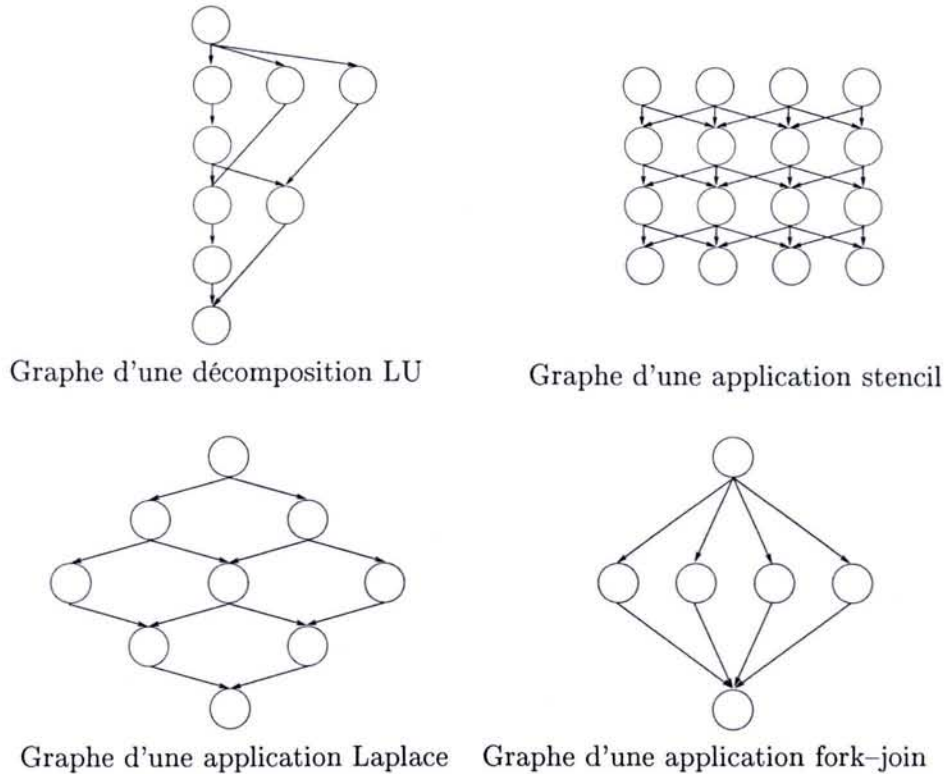 Graphe d'une décomposition LU
Graphe d'une application stencil
Graphe d'une application Laplace
Graphe d'une application fork–join